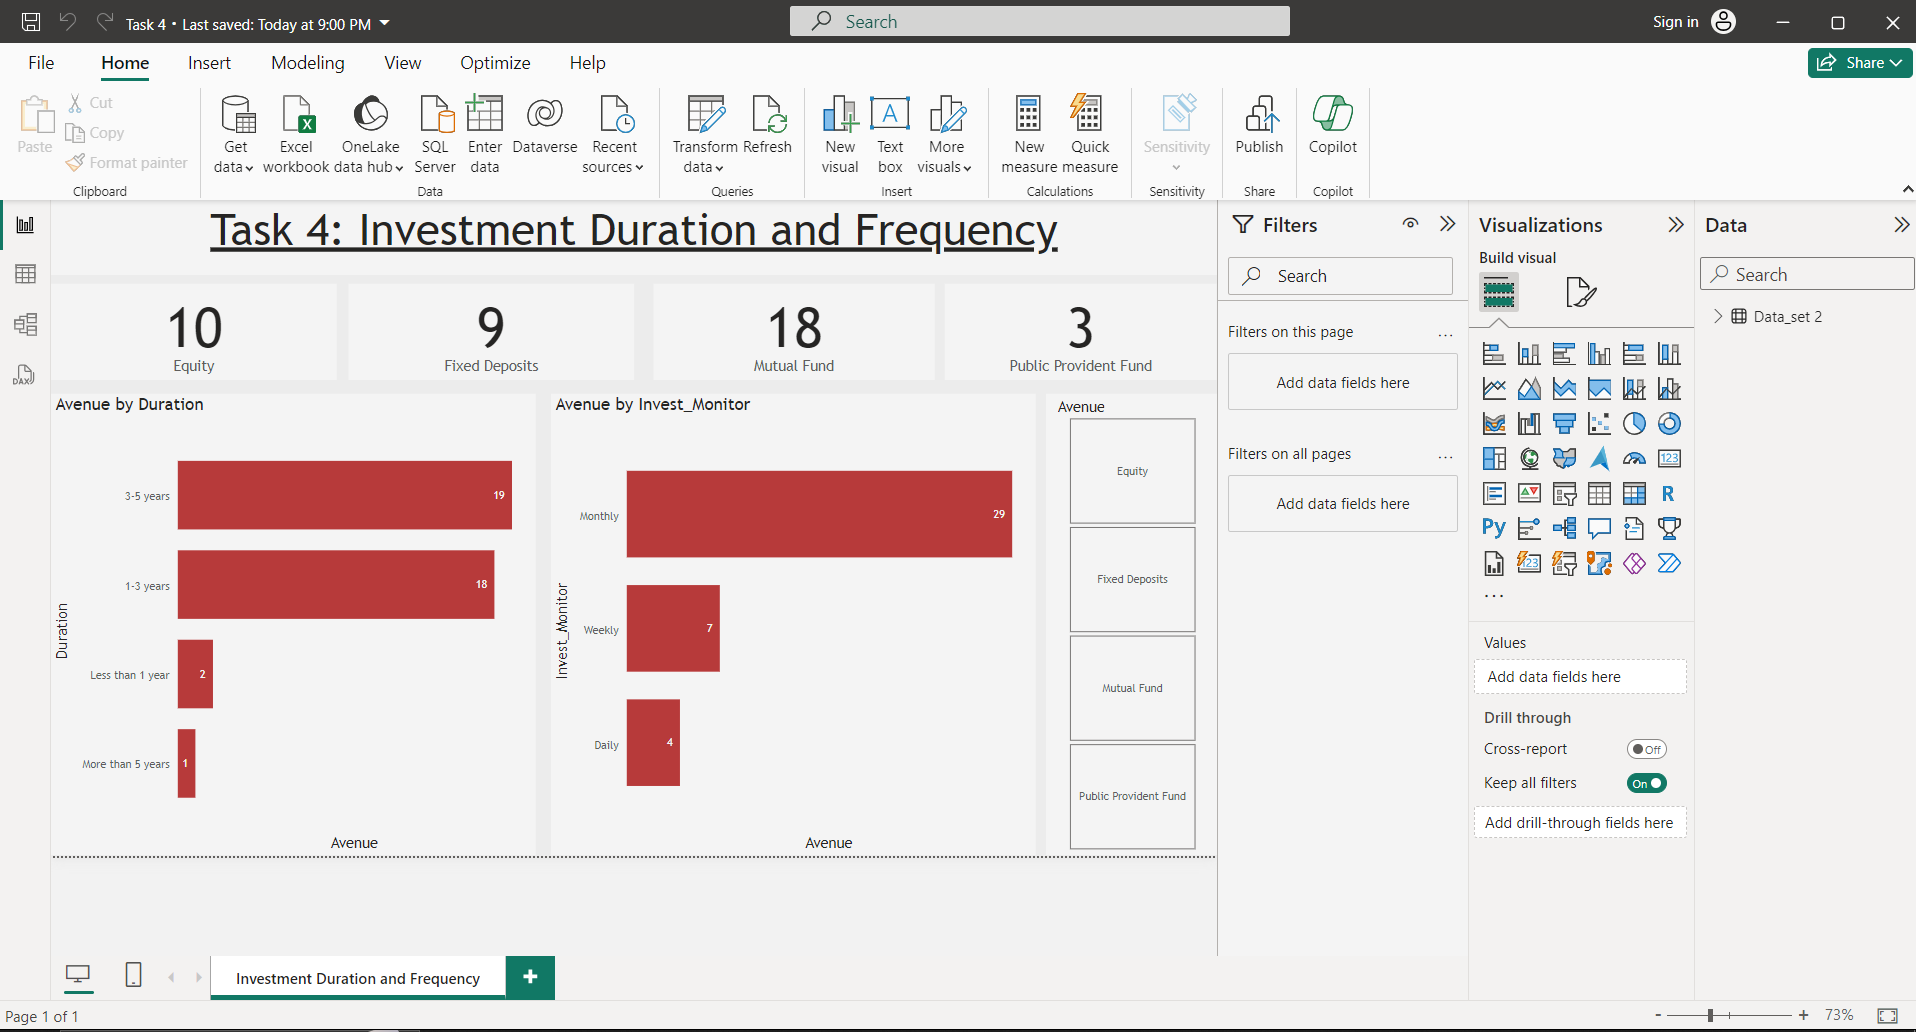 Task 4 • Last saved: Today at 9:00 PM
Search
Sign in
File Home Insert Modeling View Optimize Help
Share
Paste
Cut
Copy
Format painter
Clipboard
Get data
Excel workbook
OneLake data hub
SQL Server
Enter data
Dataverse
Recent sources
Data
Transform data
Refresh
Queries
New visual
Text box
More visuals
Insert
New measure
Quick measure
Calculations
Sensitivity
Sensitivity
Publish
Share
Copilot
Copilot
DAX
Task 4: Investment Duration and Frequency
10
Equity
9
Fixed Deposits
18
Mutual Fund
3
Public Provident Fund
Avenue by Duration
Duration
3-5 years 19
1-3 years 18
Less than 1 year 2
More than 5 years 1
Avenue
Avenue by Invest_Monitor
Invest_Monitor
Monthly 29
Weekly 7
Daily 4
Avenue
Avenue
Equity
Fixed Deposits
Mutual Fund
Public Provident Fund
Filters
Search
Filters on this page ...
Add data fields here
Filters on all pages ...
Add data fields here
Visualizations
Build visual
123
R
Py
123
...
Values
Add data fields here
Drill through
Cross-report Off
Keep all filters On
Add drill-through fields here
Data
Search
Data_set 2
Investment Duration and Frequency
+
Page 1 of 1
- + 73%